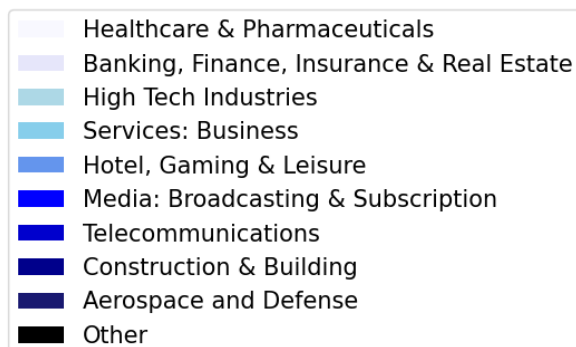 Healthcare & Pharmaceuticals
Banking, Finance, Insurance & Real Estate
High Tech Industries
Services: Business
Hotel, Gaming & Leisure
Media: Broadcasting & Subscription
Telecommunications
Construction & Building
Aerospace and Defense
Other